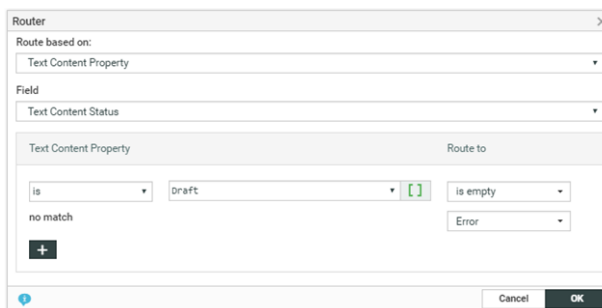 Router
Route based on:
Text Content Property
Field
Text Content Status
Text Content Property Route to
is Draft [] is empty
no match Error
+
Cancel OK